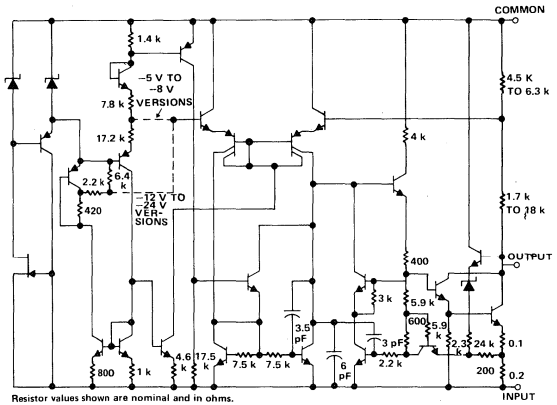 COMMON
1.4 k
–5 V TO
–8 V
VERSIONS
4.5 K
TO 6.3 k
7.8 k
4 k
17.2 k
2.2 k
6.4
k
1.7 k
TO 18 k
420
–12 V TO
–24 V
VER-
SIONS
OUTPUT
400
3 k
5.9 k
600
5.9
k
3.5
pF
3 pF
2.3
k
24 k
0.1
4.6
k
17.5
k
7.5 k
7.5 k
6
pF
2.2 k
200
800
1 k
0.2
INPUT
Resistor values shown are nominal and in ohms.